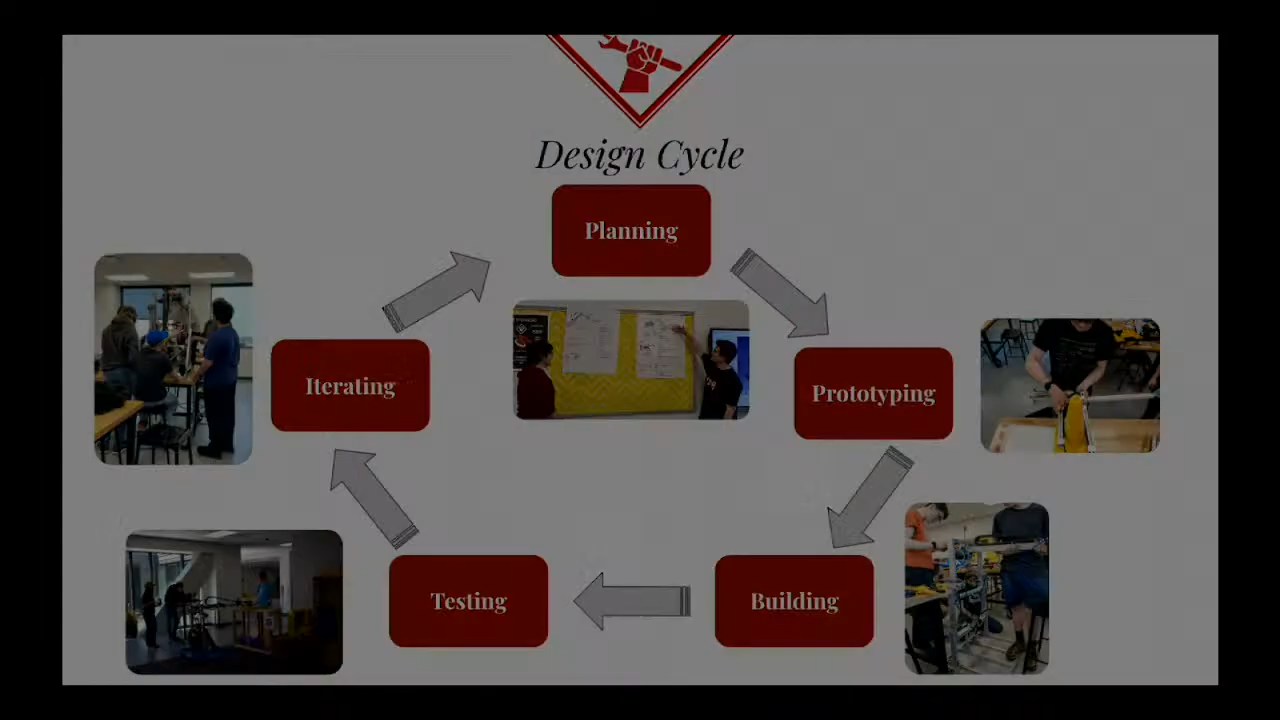 Design Cycle
Planning
Iterating
Prototyping
Testing
Building